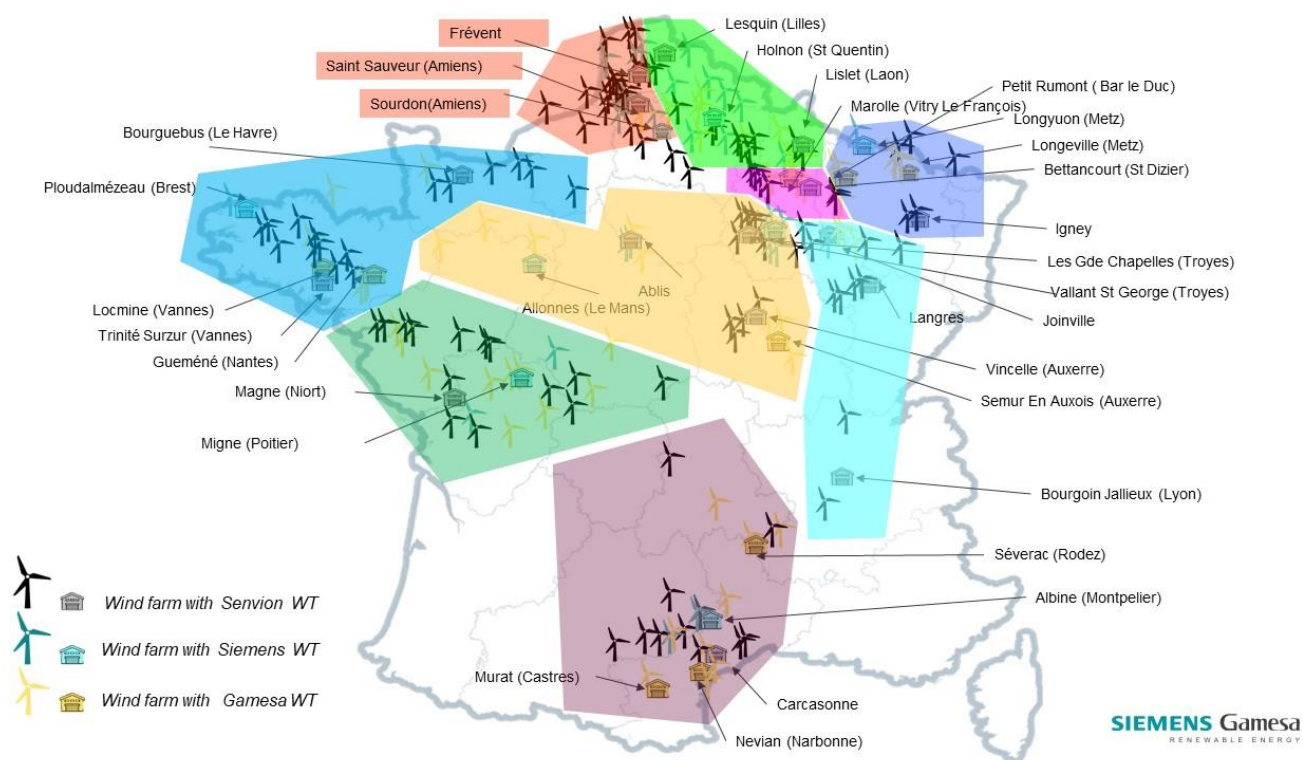 Frévent
Saint Sauveur (Amiens)
Sourdon(Amiens)
Bourguebus (Le Havre)
Ploudalmézeau (Brest)
Lesquin (Lilles)
Holnon (St Quentin)
Lislet (Laon)
Petit Rumont ( Bar le Duc)
Marolle (Vitry Le François)
Longyuon (Metz)
Longeville (Metz)
Bettancourt (St Dizier)
Igney
Les Gde Chapelles (Troyes)
Vallant St George (Troyes)
Joinville
Langres
Ablis
Allonnes (Le Mans)
Locmine (Vannes)
Trinité Surzur (Vannes)
Gueméné (Nantes)
Magne (Niort)
Migne (Poitier)
Vincelle (Auxerre)
Semur En Auxois (Auxerre)
Bourgoin Jallieux (Lyon)
Séverac (Rodez)
Albine (Montpelier)
Murat (Castres)
Carcasonne
Nevian (Narbonne)
Wind farm with Senvion WT
Wind farm with Siemens WT
Wind farm with Gamesa WT
SIEMENS Gamesa
RENEWABLE ENERGY